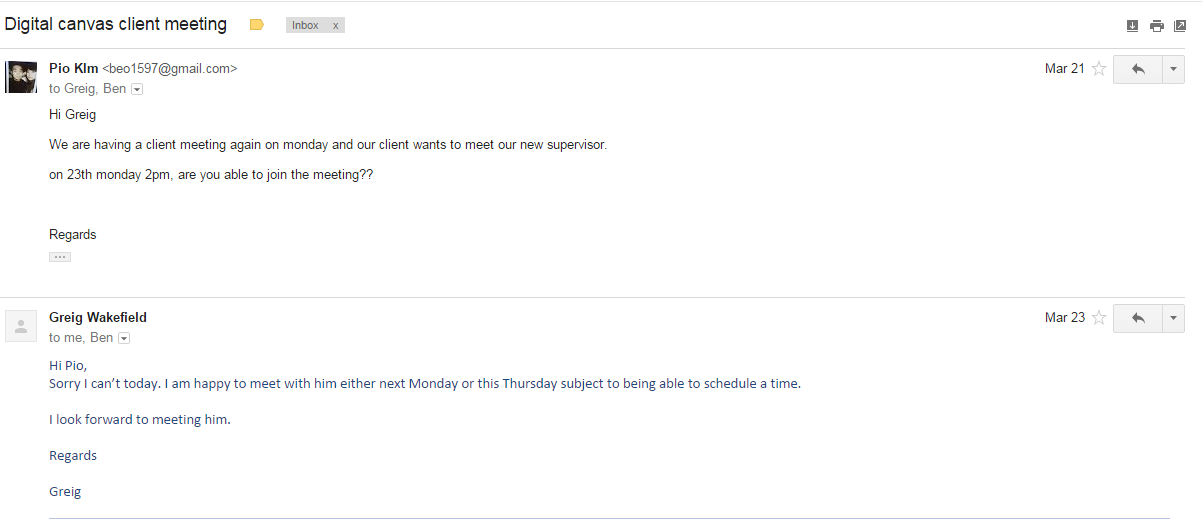 Digital canvas client meeting
Inbox x
Pio KIm <beo1597@gmail.com>
Mar 21
to Greig, Ben
Hi Greig
We are having a client meeting again on monday and our client wants to meet our new supervisor.
on 23th monday 2pm, are you able to join the meeting??
Regards
Greig Wakefield
Mar 23
to me, Ben
Hi Pio,
Sorry I can’t today. I am happy to meet with him either next Monday or this Thursday subject to being able to schedule a time.
I look forward to meeting him.
Regards
Greig